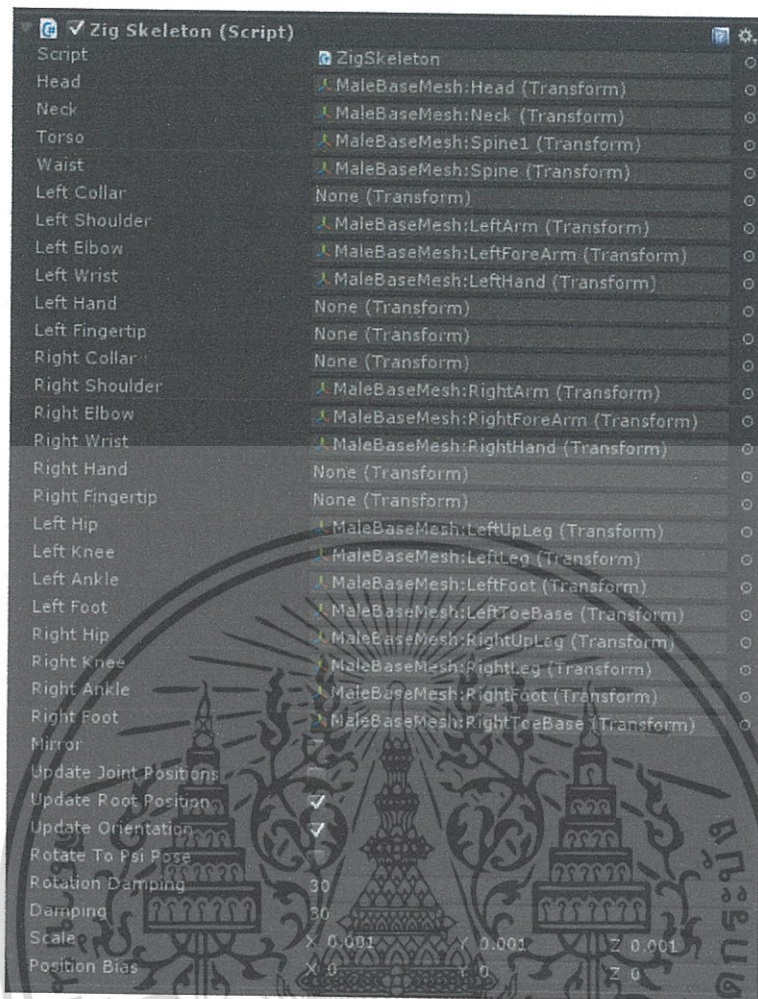 Zig Skeleton (Script)
Script ZigSkeleton
Head MaleBaseMesh:Head (Transform)
Neck MaleBaseMesh:Neck (Transform)
Torso MaleBaseMesh:Spine1 (Transform)
Waist MaleBaseMesh:Spine (Transform)
Left Collar None (Transform)
Left Shoulder MaleBaseMesh:LeftArm (Transform)
Left Elbow MaleBaseMesh:LeftForeArm (Transform)
Left Wrist MaleBaseMesh:LeftHand (Transform)
Left Hand None (Transform)
Left Fingertip None (Transform)
Right Collar None (Transform)
Right Shoulder MaleBaseMesh:RightArm (Transform)
Right Elbow MaleBaseMesh:RightForeArm (Transform)
Right Wrist MaleBaseMesh:RightHand (Transform)
Right Hand None (Transform)
Right Fingertip None (Transform)
Left Hip MaleBaseMesh:LeftUpLeg (Transform)
Left Knee MaleBaseMesh:LeftLeg (Transform)
Left Ankle MaleBaseMesh:LeftFoot (Transform)
Left Foot MaleBaseMesh:LeftToeBase (Transform)
Right Hip MaleBaseMesh:RightUpLeg (Transform)
Right Knee MaleBaseMesh:RightLeg (Transform)
Right Ankle MaleBaseMesh:RightFoot (Transform)
Right Foot MaleBaseMesh:RightToeBase (Transform)
Mirror
Update Joint Positions
Update Root Position
Update Orientation
Rotate To Psi Pose
Rotation Damping 30
Damping 30
Scale X 0.001 Y 0.001 Z 0.001
Position Bias X 0 Y 0 Z 0